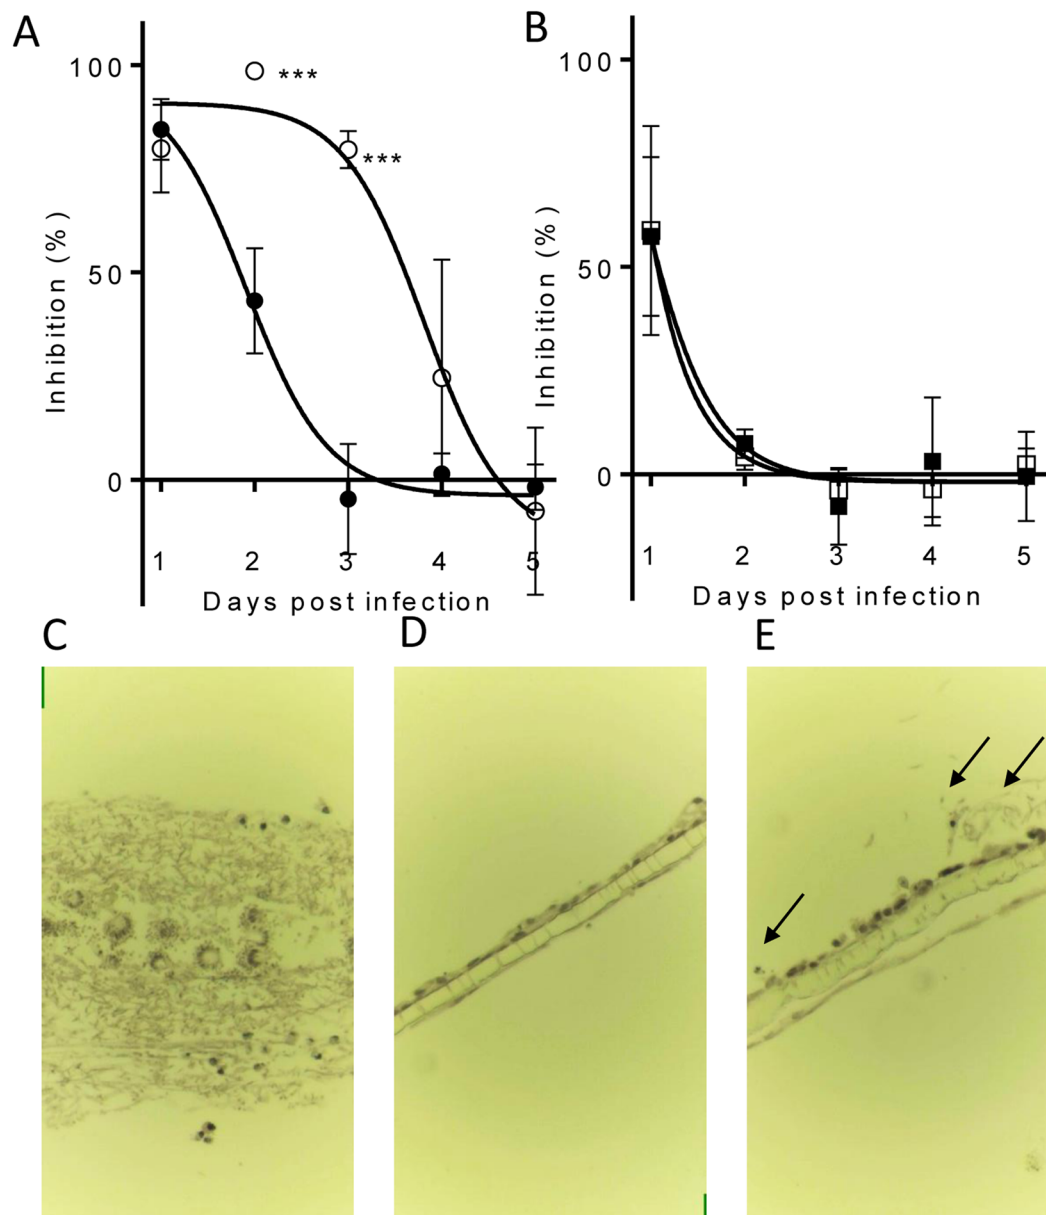 A
B
100
***
***
50
0
1 2 3 4 5
Inhibition (%)
Days post infection
100
50
0
1 2 3 4 5
Inhibition (%)
Days post infection
C
D
E